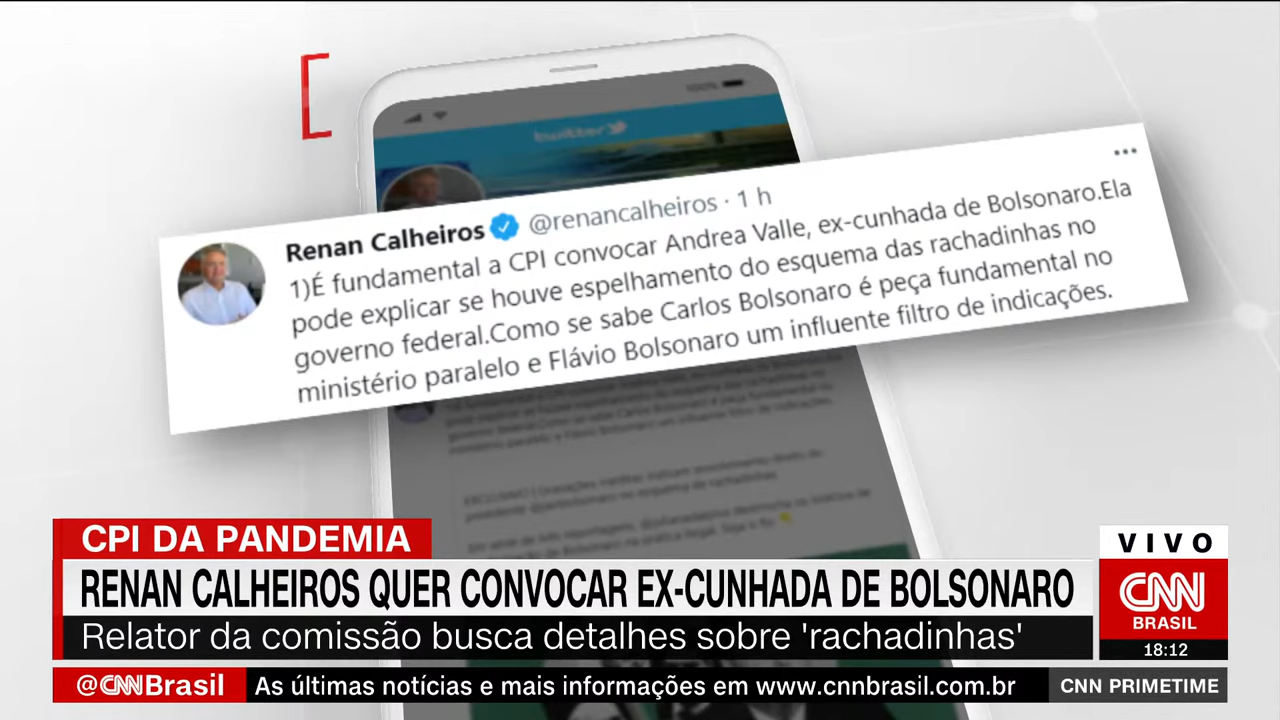 100%
twitter
Renan Calheiros @renancalheiros · 1 h
1)É fundamental a CPI convocar Andrea Valle, ex-cunhada de Bolsonaro.Ela
pode explicar se houve espelhamento do esquema das rachadinhas no
governo federal.Como se sabe Carlos Bolsonaro é peça fundamental no
ministério paralelo e Flávio Bolsonaro um influente filtro de indicações.
CPI DA PANDEMIA
RENAN CALHEIROS QUER CONVOCAR EX-CUNHADA DE BOLSONARO
Relator da comissão busca detalhes sobre 'rachadinhas'
VIVO
CNN
BRASIL
18:12
@CNNBrasil As últimas notícias e mais informações em www.cnnbrasil.com.br CNN PRIMETIME